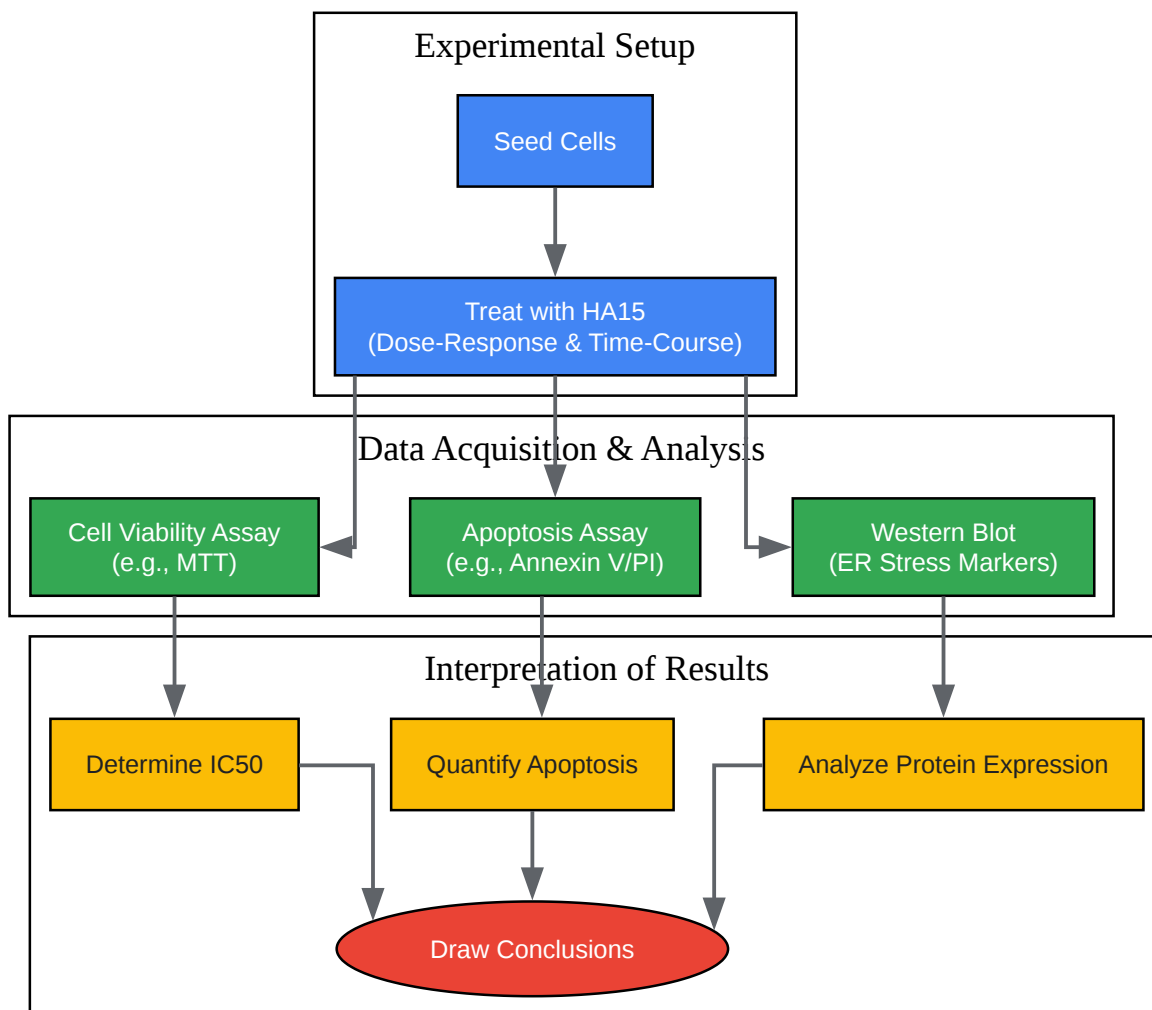 Experimental Setup
Seed Cells
Treat with HA15
(Dose-Response & Time-Course)
Data Acquisition & Analysis
Cell Viability Assay
(e.g., MTT)
Apoptosis Assay
(e.g., Annexin V/PI)
Western Blot
(ER Stress Markers)
Interpretation of Results
Determine IC50
Quantify Apoptosis
Analyze Protein Expression
Draw Conclusions